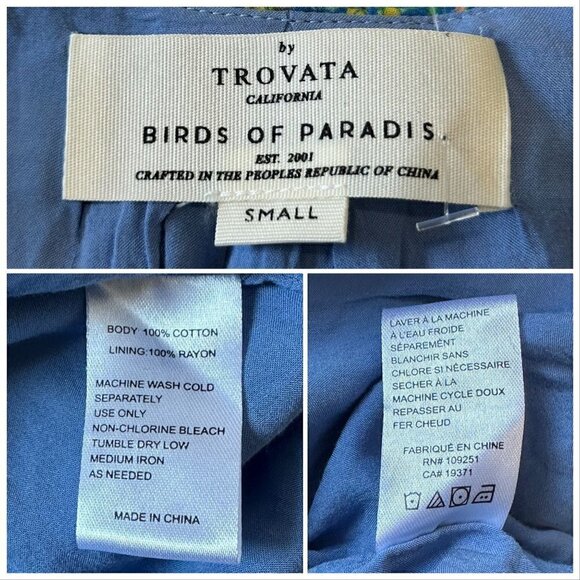 by
TROVATA
CALIFORNIA
BIRDS OF PARADIS.
EST. 2001
CRAFTED IN THE PEOPLES REPUBLIC OF CHINA
SMALL
BODY 100% COTTON
LINING:100% RAYON
MACHINE WASH COLD
SEPARATELY
USE ONLY
NON-CHLORINE BLEACH
TUMBLE DRY LOW
MEDIUM IRON
AS NEEDED
MADE IN CHINA
LAVER À LA MACHINE
À L'EAU FROIDE
SÉPARÉMENT
BLANCHIR SANS
CHLORE SI NÉCESSAIRE
SECHER À LA
MACHINE CYCLE DOUX
REPASSER AU
FER CHEUD
FABRIQUÉ EN CHINE
RN# 109251
CA# 19371